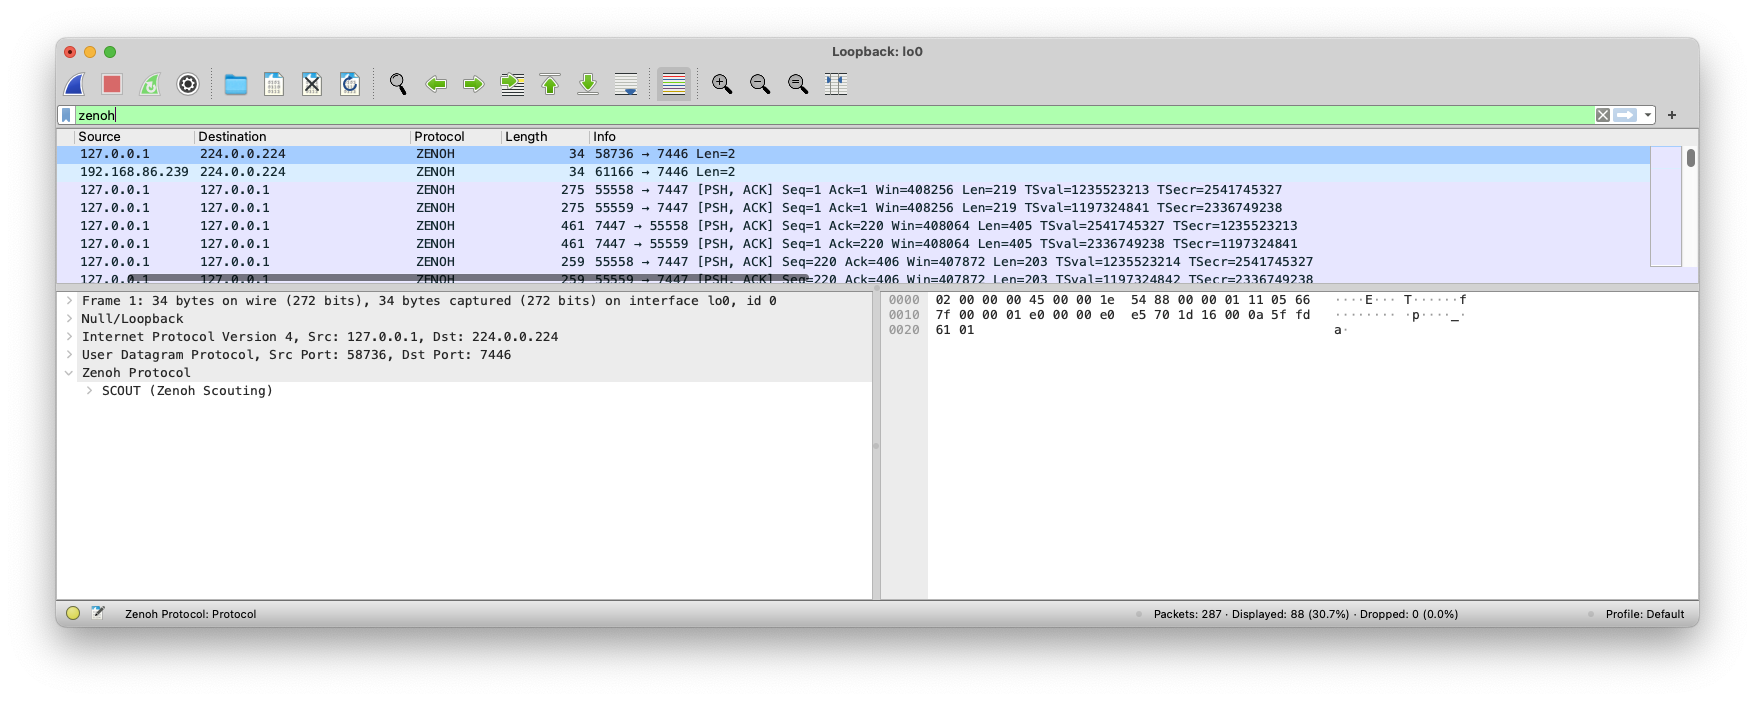 Loopback: lo0
zenoh
Source Destination Protocol Length Info
127.0.0.1 224.0.0.224 ZENOH 34 58736 → 7446 Len=2
192.168.86.239 224.0.0.224 ZENOH 34 61166 → 7446 Len=2
127.0.0.1 127.0.0.1 ZENOH 275 55558 → 7447 [PSH, ACK] Seq=1 Ack=1 Win=408256 Len=219 TSval=1235523213 TSecr=2541745327
127.0.0.1 127.0.0.1 ZENOH 275 55559 → 7447 [PSH, ACK] Seq=1 Ack=1 Win=408256 Len=219 TSval=1197324841 TSecr=2336749238
127.0.0.1 127.0.0.1 ZENOH 461 7447 → 55558 [PSH, ACK] Seq=1 Ack=220 Win=408064 Len=405 TSval=2541745327 TSecr=1235523213
127.0.0.1 127.0.0.1 ZENOH 461 7447 → 55559 [PSH, ACK] Seq=1 Ack=220 Win=408064 Len=405 TSval=2336749238 TSecr=1197324841
127.0.0.1 127.0.0.1 ZENOH 259 55558 → 7447 [PSH, ACK] Seq=220 Ack=406 Win=407872 Len=203 TSval=1235523214 TSecr=2541745327
127.0.0.1 127.0.0.1 ZENOH 259 55559 → 7447 [PSH, ACK] Seq=220 Ack=406 Win=407872 Len=203 TSval=1197324842 TSecr=2336749238
Frame 1: 34 bytes on wire (272 bits), 34 bytes captured (272 bits) on interface lo0, id 0
Null/Loopback
Internet Protocol Version 4, Src: 127.0.0.1, Dst: 224.0.0.224
User Datagram Protocol, Src Port: 58736, Dst Port: 7446
Zenoh Protocol
SCOUT (Zenoh Scouting)
0000 02 00 00 00 45 00 00 1e 54 88 00 00 01 11 05 66 ····E··· T······f
0010 7f 00 00 01 e0 00 00 e0 e5 70 1d 16 00 0a 5f fd ········ ·p····_·
0020 61 01 a·
Zenoh Protocol: Protocol
Packets: 287 · Displayed: 88 (30.7%) · Dropped: 0 (0.0%)
Profile: Default